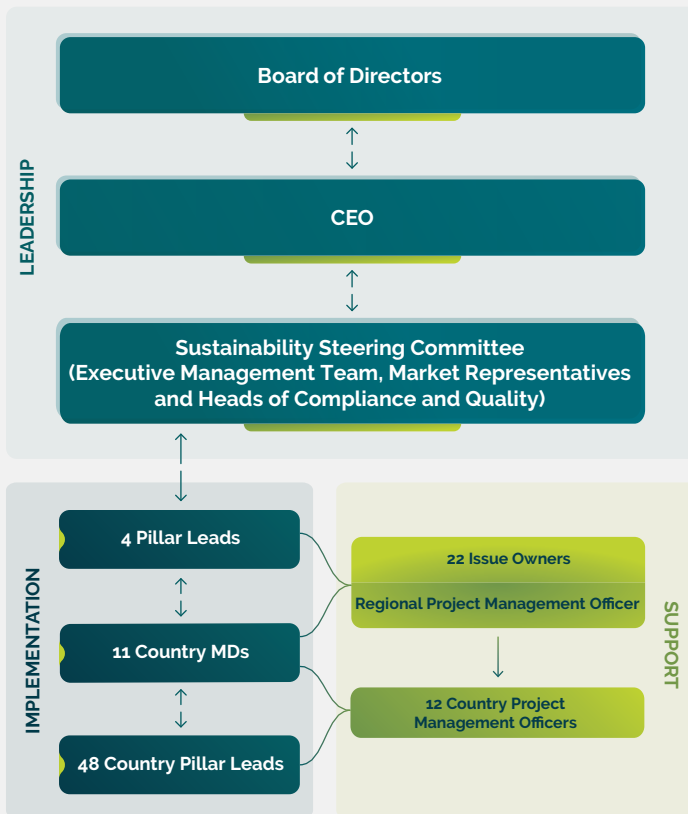 LEADERSHIP
Board of Directors
CEO
Sustainability Steering Committee
(Executive Management Team, Market Representatives
and Heads of Compliance and Quality)
IMPLEMENTATION
4 Pillar Leads
11 Country MDs
48 Country Pillar Leads
22 Issue Owners
Regional Project Management Officer
12 Country Project
Management Officers
SUPPORT